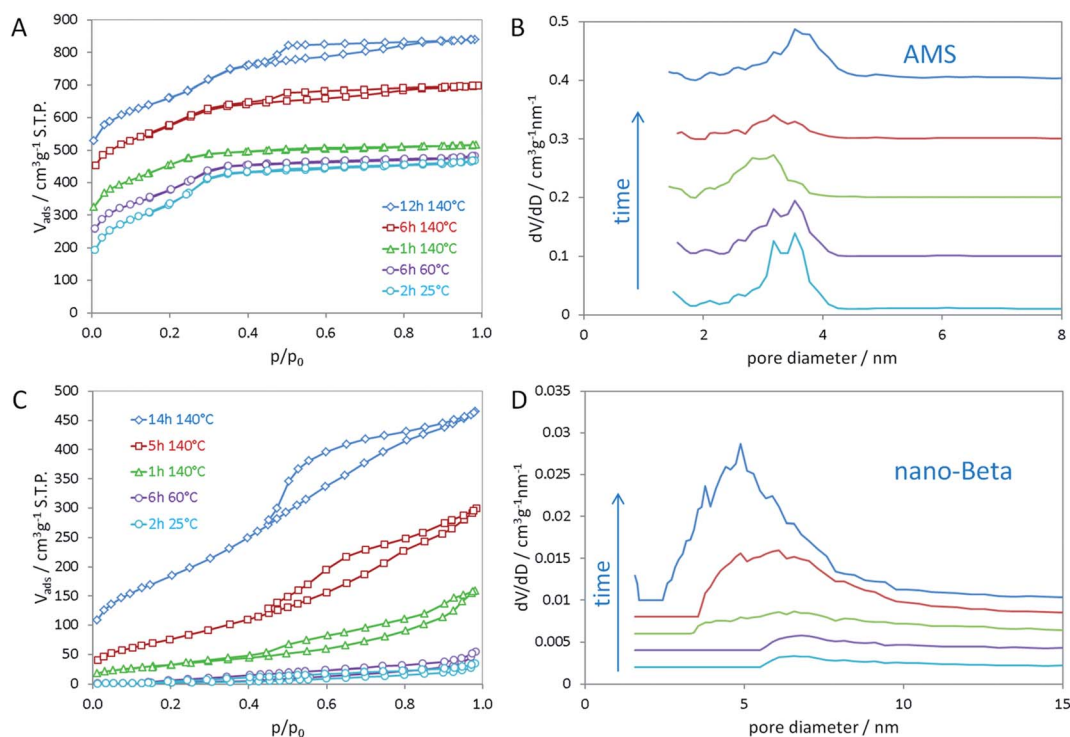 A
900
800
700
600
500
400
300
200
100
0
V_ads / cm³g⁻¹ S.T.P.
12h 140°C
6h 140°C
1h 140°C
6h 60°C
2h 25°C
0.0 0.2 0.4 0.6 0.8 1.0
p/p₀
B
AMS
0.5
0.4
0.3
0.2
0.1
0
dV/dD / cm³g⁻¹nm⁻¹
time
0 2 4 6 8
pore diameter / nm
C
500
450
400
350
300
250
200
150
100
50
0
V_ads / cm³g⁻¹ S.T.P.
14h 140°C
5h 140°C
1h 140°C
6h 60°C
2h 25°C
0.0 0.2 0.4 0.6 0.8 1.0
p/p₀
D
nano-Beta
0.035
0.03
0.025
0.02
0.015
0.01
0.005
0
dV/dD / cm³g⁻¹nm⁻¹
time
0 5 10 15
pore diameter / nm